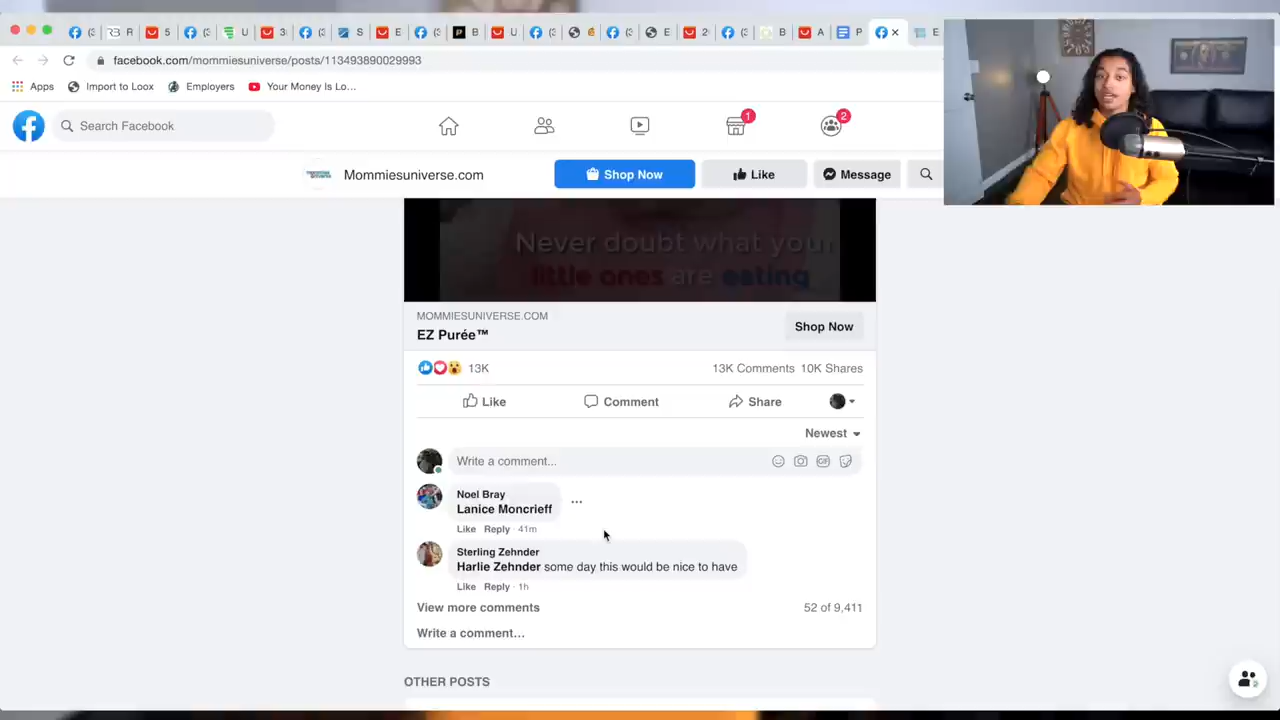 R
5
U
3
S
E
P
B
U
E
2
B
A
P
E
facebook.com/mommiesuniverse/posts/113493890029993
Apps
Import to Loox
Employers
Your Money Is Lo...
Search Facebook
1
2
Mommiesuniverse.com
Shop Now
Like
Message
Never doubt what your
little ones are eating
MOMMIESUNIVERSE.COM
EZ Purée™
Shop Now
13K
13K Comments 10K Shares
Like
Comment
Share
Newest
Write a comment...
GIF
Noel Bray
Lanice Moncrieff
Like Reply · 41m
Sterling Zehnder
Harlie Zehnder some day this would be nice to have
Like Reply · 1h
View more comments
52 of 9,411
Write a comment...
OTHER POSTS